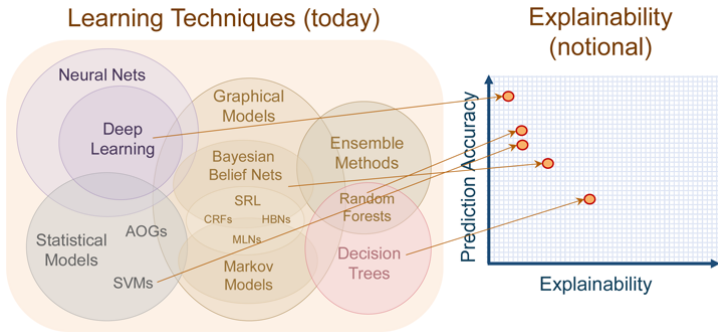 Learning Techniques (today)
Explainability
(notional)
Neural Nets
Deep
Learning
Graphical
Models
Ensemble
Methods
Bayesian
Belief Nets
SRL
CRFs
HBNs
MLNs
Markov
Models
Random
Forests
Decision
Trees
Statistical
Models
AOGs
SVMs
Prediction Accuracy
Explainability